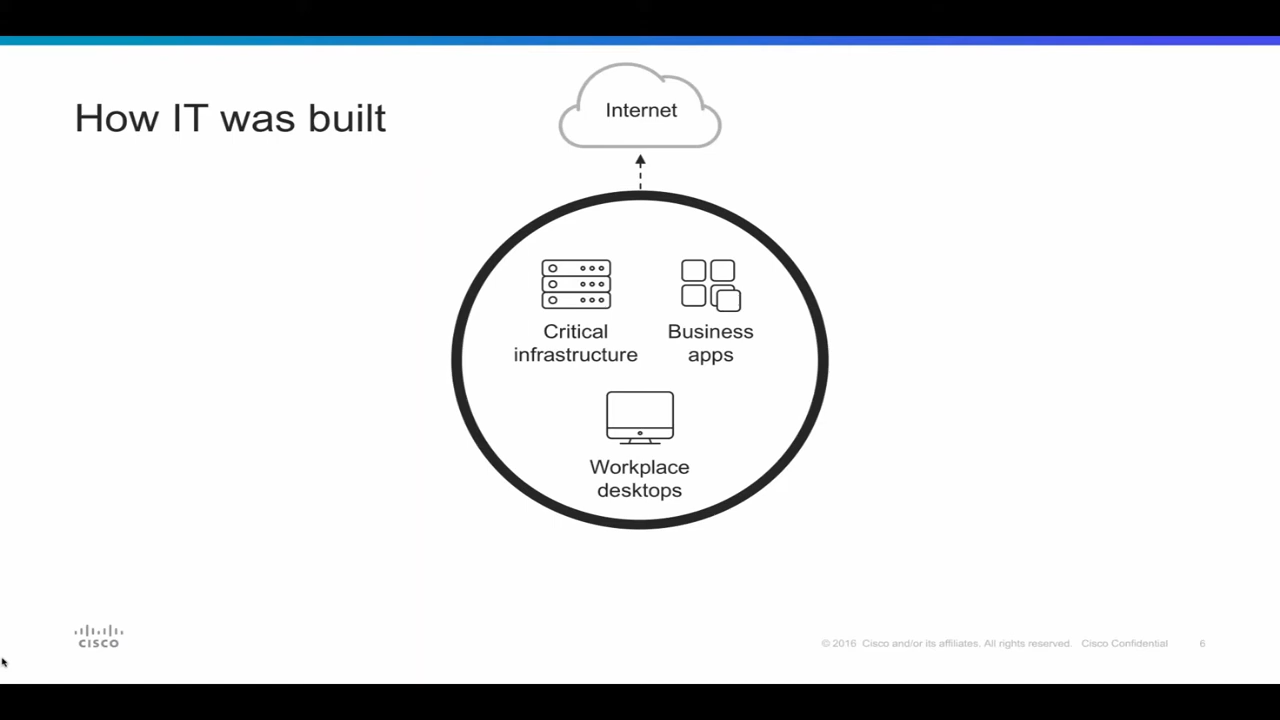 How IT was built
Internet
Critical
infrastructure
Business
apps
Workplace
desktops
CISCO
© 2016 Cisco and/or its affiliates. All rights reserved. Cisco Confidential 6